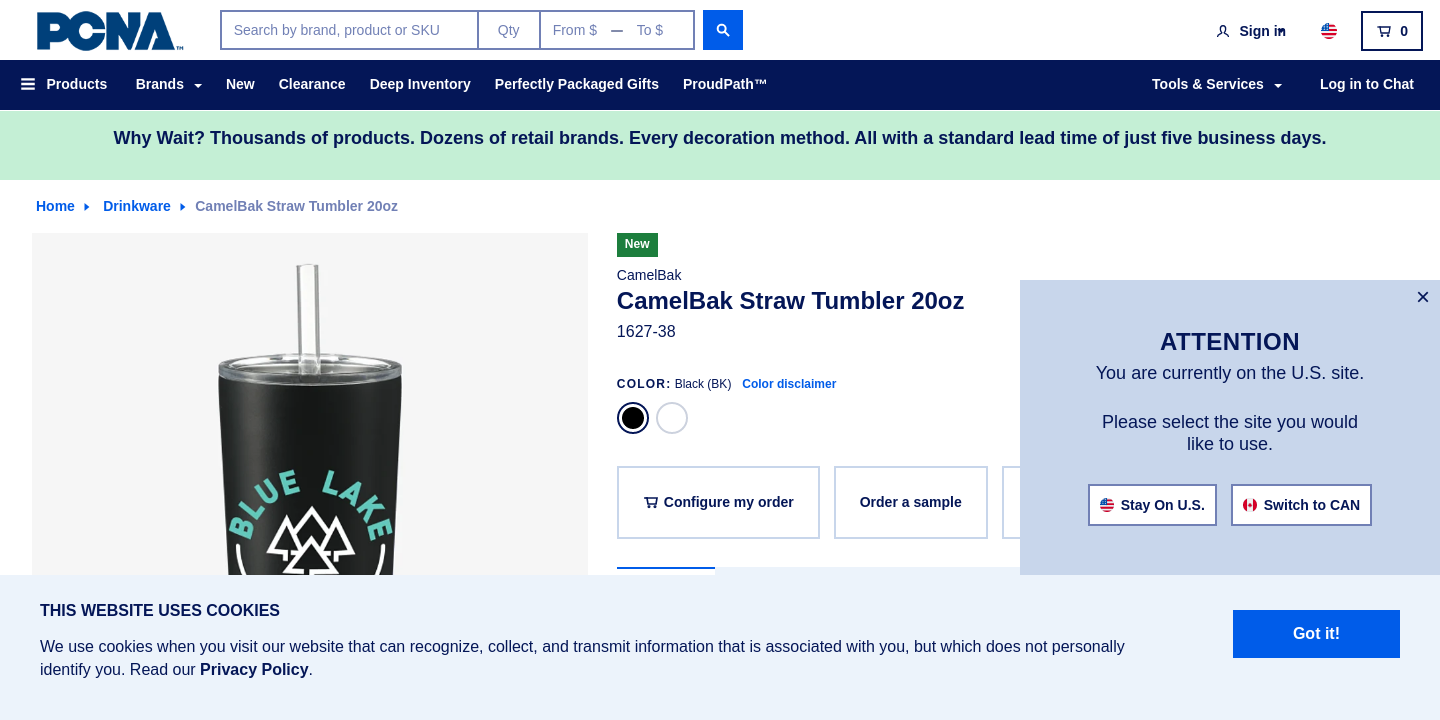 PCNA™
Search by brand, product or SKU
Qty
From $ — To $
Sign in
0
Products
Brands
New
Clearance
Deep Inventory
Perfectly Packaged Gifts
ProudPath™
Tools & Services
Log in to Chat
Why Wait? Thousands of products. Dozens of retail brands. Every decoration method. All with a standard lead time of just five business days.
Home
Drinkware
CamelBak Straw Tumbler 20oz
BLUE LAKE
New
CamelBak
CamelBak Straw Tumbler 20oz
1627-38
COLOR: Black (BK) Color disclaimer
Configure my order
Order a sample
×
ATTENTION
You are currently on the U.S. site.
Please select the site you would
like to use.
Stay On U.S.
Switch to CAN
THIS WEBSITE USES COOKIES
We use cookies when you visit our website that can recognize, collect, and transmit information that is associated with you, but which does not personally
identify you. Read our Privacy Policy.
Got it!